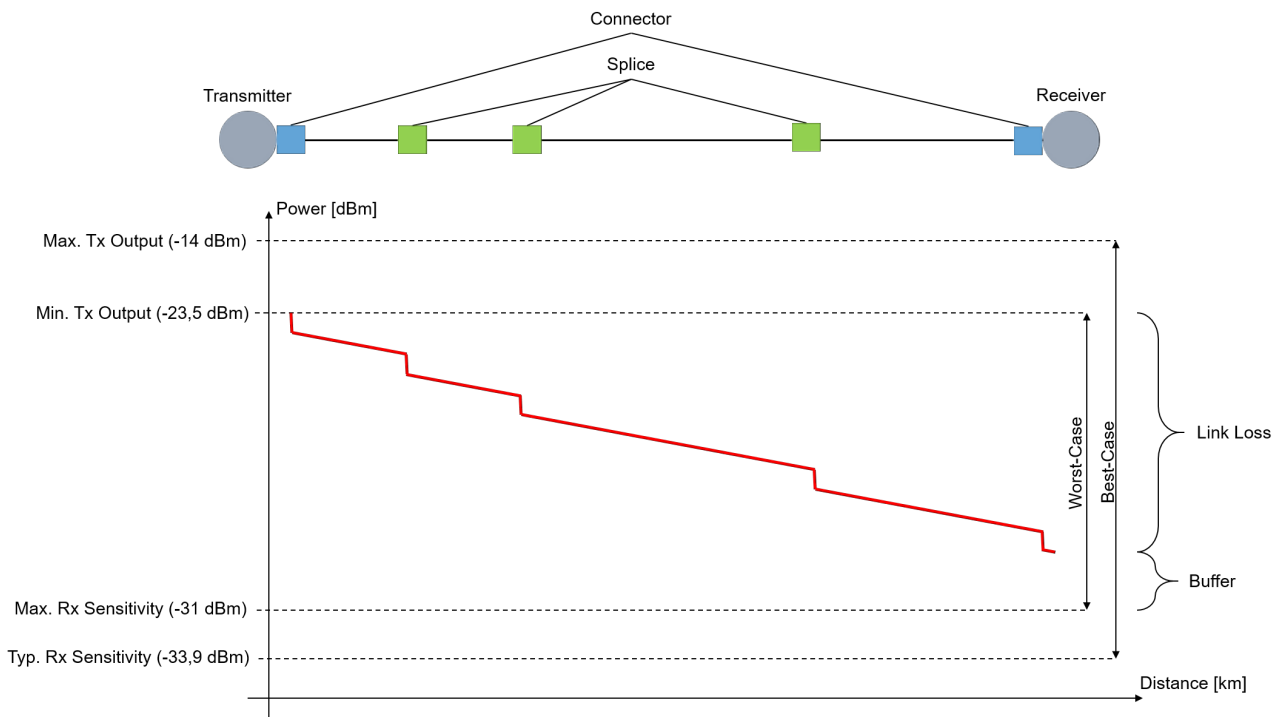 Connector
Splice
Transmitter
Receiver
Power [dBm]
Max. Tx Output (-14 dBm)
Min. Tx Output (-23,5 dBm)
Worst-Case
Best-Case
Link Loss
Buffer
Max. Rx Sensitivity (-31 dBm)
Typ. Rx Sensitivity (-33,9 dBm)
Distance [km]